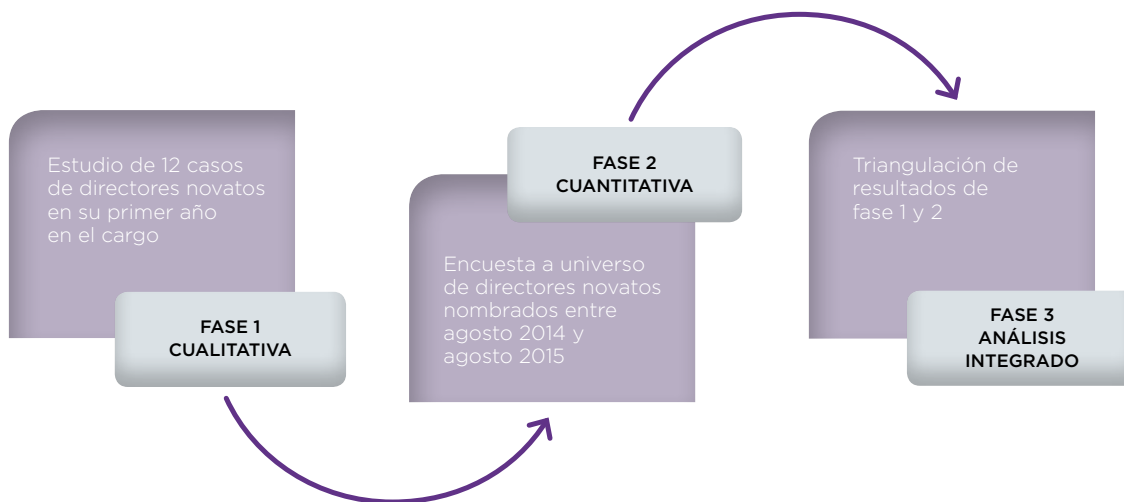 Estudio de 12 casos
de directores novatos
en su primer año
en el cargo
FASE 1
CUALITATIVA
FASE 2
CUANTITATIVA
Encuesta a universo
de directores novatos
nombrados entre
agosto 2014 y
agosto 2015
Triangulación de
resultados de
fase 1 y 2
FASE 3
ANÁLISIS
INTEGRADO